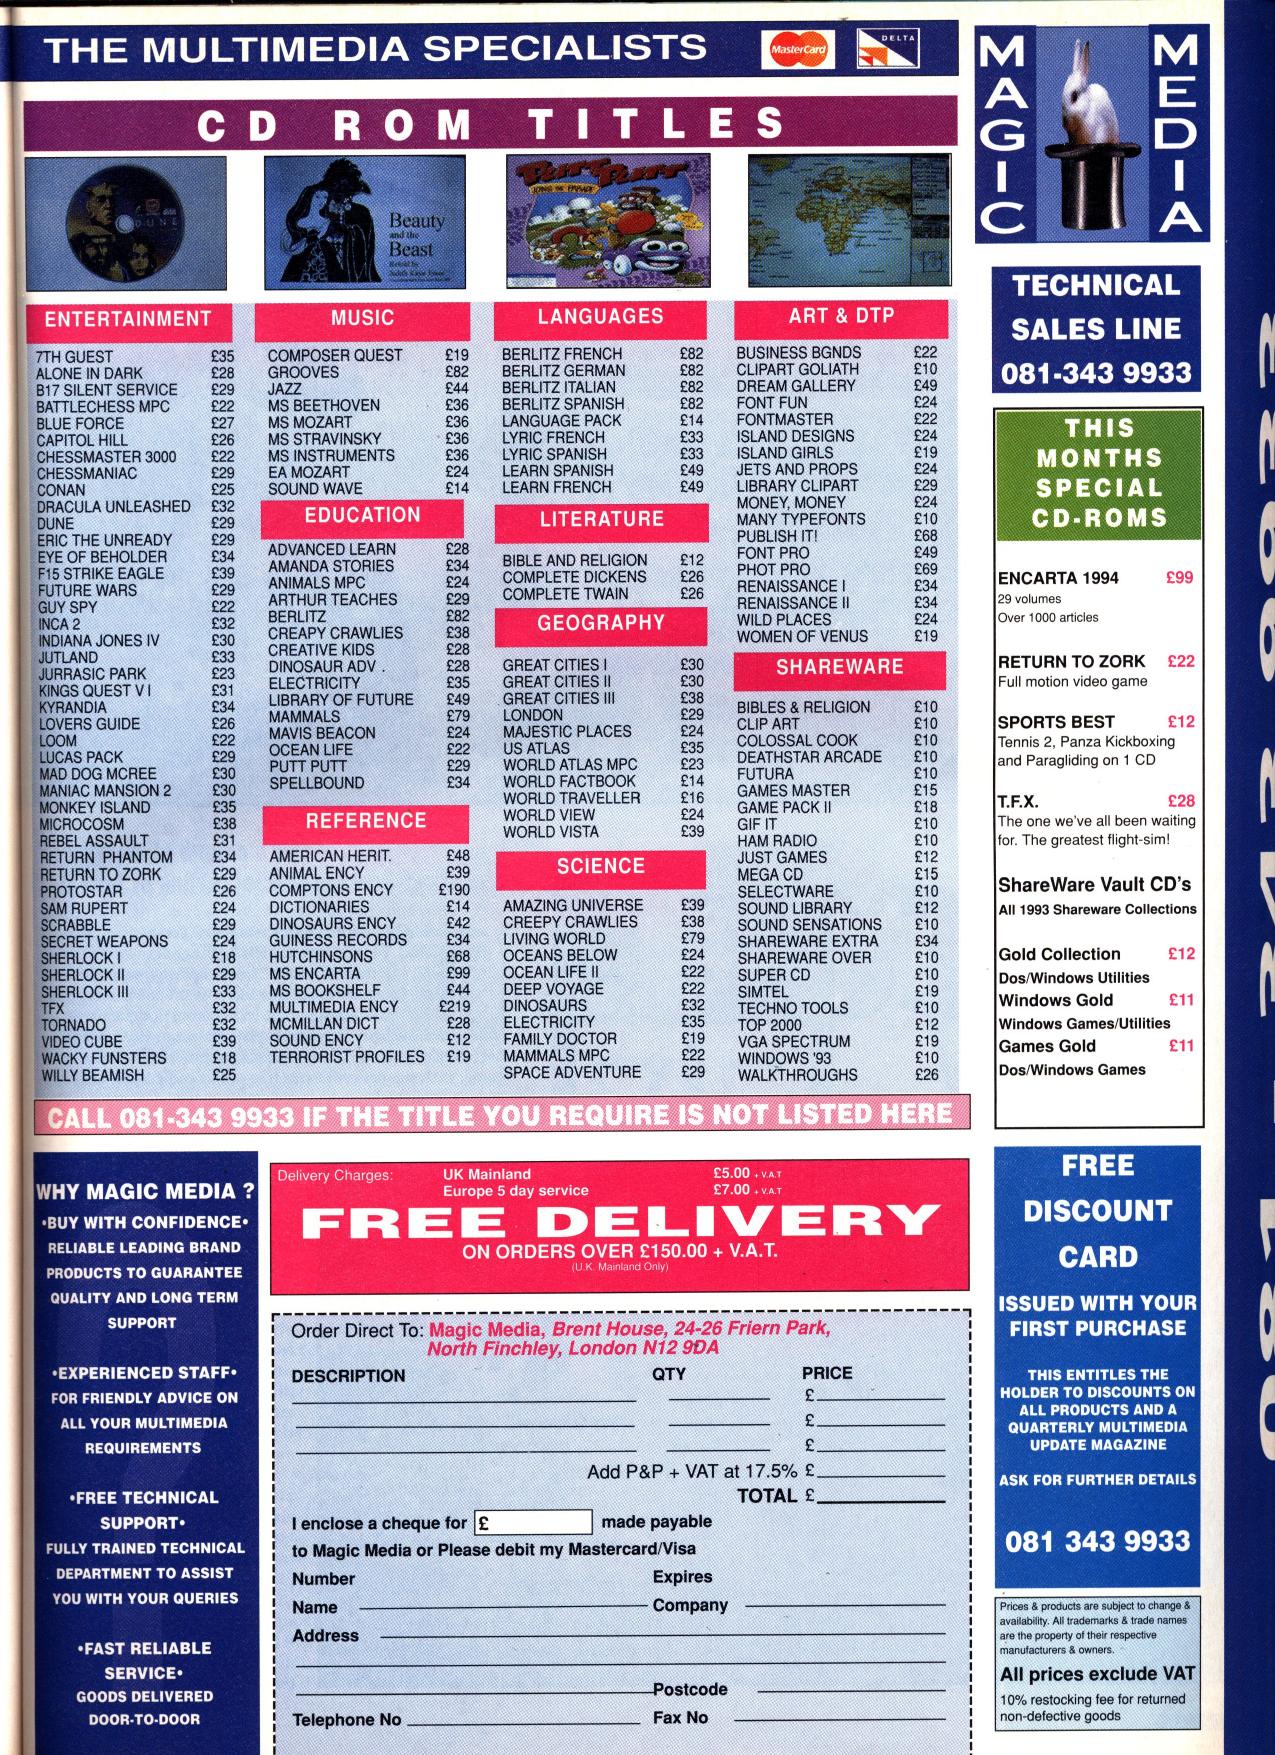 THE MULTIMEDIA SPECIALISTS
MasterCard
DELTA
CD ROM TITLES
DUNE
Beauty
and the
Beast
PUTT-PUTT
JOINS THE PARADE
ENTERTAINMENT
7TH GUEST £35
ALONE IN DARK £28
B17 SILENT SERVICE £29
BATTLECHESS MPC £22
BLUE FORCE £27
CAPITOL HILL £26
CHESSMASTER 3000 £22
CHESSMANIAC £29
CONAN £25
DRACULA UNLEASHED £32
DUNE £29
ERIC THE UNREADY £29
EYE OF BEHOLDER £34
F15 STRIKE EAGLE £39
FUTURE WARS £29
GUY SPY £22
INCA 2 £32
INDIANA JONES IV £30
JUTLAND £33
JURRASIC PARK £23
KINGS QUEST V I £31
KYRANDIA £34
LOVERS GUIDE £26
LOOM £22
LUCAS PACK £29
MAD DOG MCREE £30
MANIAC MANSION 2 £30
MONKEY ISLAND £35
MICROCOSM £38
REBEL ASSAULT £31
RETURN PHANTOM £34
RETURN TO ZORK £29
PROTOSTAR £26
SAM RUPERT £24
SCRABBLE £29
SECRET WEAPONS £24
SHERLOCK I £18
SHERLOCK II £29
SHERLOCK III £33
TFX £32
TORNADO £32
VIDEO CUBE £39
WACKY FUNSTERS £18
WILLY BEAMISH £25
MUSIC
COMPOSER QUEST £19
GROOVES £82
JAZZ £44
MS BEETHOVEN £36
MS MOZART £36
MS STRAVINSKY £36
MS INSTRUMENTS £36
EA MOZART £24
SOUND WAVE £14
EDUCATION
ADVANCED LEARN £28
AMANDA STORIES £34
ANIMALS MPC £24
ARTHUR TEACHES £29
BERLITZ £82
CREAPY CRAWLIES £38
CREATIVE KIDS £28
DINOSAUR ADV . £28
ELECTRICITY £35
LIBRARY OF FUTURE £49
MAMMALS £79
MAVIS BEACON £24
OCEAN LIFE £22
PUTT PUTT £29
SPELLBOUND £34
REFERENCE
AMERICAN HERIT. £48
ANIMAL ENCY £39
COMPTONS ENCY £190
DICTIONARIES £14
DINOSAURS ENCY £42
GUINESS RECORDS £34
HUTCHINSONS £68
MS ENCARTA £99
MS BOOKSHELF £44
MULTIMEDIA ENCY £219
MCMILLAN DICT £28
SOUND ENCY £12
TERRORIST PROFILES £19
LANGUAGES
BERLITZ FRENCH £82
BERLITZ GERMAN £82
BERLITZ ITALIAN £82
BERLITZ SPANISH £82
LANGUAGE PACK £14
LYRIC FRENCH £33
LYRIC SPANISH £33
LEARN SPANISH £49
LEARN FRENCH £49
LITERATURE
BIBLE AND RELIGION £12
COMPLETE DICKENS £26
COMPLETE TWAIN £26
GEOGRAPHY
GREAT CITIES I £30
GREAT CITIES II £30
GREAT CITIES III £38
LONDON £29
MAJESTIC PLACES £24
US ATLAS £35
WORLD ATLAS MPC £23
WORLD FACTBOOK £14
WORLD TRAVELLER £16
WORLD VIEW £24
WORLD VISTA £39
SCIENCE
AMAZING UNIVERSE £39
CREEPY CRAWLIES £38
LIVING WORLD £79
OCEANS BELOW £24
OCEAN LIFE II £22
DEEP VOYAGE £22
DINOSAURS £32
ELECTRICITY £35
FAMILY DOCTOR £19
MAMMALS MPC £22
SPACE ADVENTURE £29
ART & DTP
BUSINESS BGNDS £22
CLIPART GOLIATH £10
DREAM GALLERY £49
FONT FUN £24
FONTMASTER £22
ISLAND DESIGNS £24
ISLAND GIRLS £19
JETS AND PROPS £24
LIBRARY CLIPART £29
MONEY, MONEY £24
MANY TYPEFONTS £10
PUBLISH IT! £68
FONT PRO £49
PHOT PRO £69
RENAISSANCE I £34
RENAISSANCE II £34
WILD PLACES £24
WOMEN OF VENUS £19
SHAREWARE
BIBLES & RELIGION £10
CLIP ART £10
COLOSSAL COOK £10
DEATHSTAR ARCADE £10
FUTURA £10
GAMES MASTER £15
GAME PACK II £18
GIF IT £10
HAM RADIO £10
JUST GAMES £12
MEGA CD £15
SELECTWARE £10
SOUND LIBRARY £12
SOUND SENSATIONS £10
SHAREWARE EXTRA £34
SHAREWARE OVER £10
SUPER CD £10
SIMTEL £19
TECHNO TOOLS £10
TOP 2000 £12
VGA SPECTRUM £19
WINDOWS '93 £10
WALKTHROUGHS £26
CALL 081-343 9933 IF THE TITLE YOU REQUIRE IS NOT LISTED HERE
MAGIC
MEDIA
TECHNICAL
SALES LINE
081-343 9933
THIS
MONTHS
SPECIAL
CD-ROMS
ENCARTA 1994 £99
29 volumes
Over 1000 articles
RETURN TO ZORK £22
Full motion video game
SPORTS BEST £12
Tennis 2, Panza Kickboxing
and Paragliding on 1 CD
T.F.X. £28
The one we've all been waiting
for. The greatest flight-sim!
ShareWare Vault CD's
All 1993 Shareware Collections
Gold Collection £12
Dos/Windows Utilities
Windows Gold £11
Windows Games/Utilities
Games Gold £11
Dos/Windows Games
WHY MAGIC MEDIA ?
•BUY WITH CONFIDENCE•
RELIABLE LEADING BRAND
PRODUCTS TO GUARANTEE
QUALITY AND LONG TERM
SUPPORT
•EXPERIENCED STAFF•
FOR FRIENDLY ADVICE ON
ALL YOUR MULTIMEDIA
REQUIREMENTS
•FREE TECHNICAL
SUPPORT•
FULLY TRAINED TECHNICAL
DEPARTMENT TO ASSIST
YOU WITH YOUR QUERIES
•FAST RELIABLE
SERVICE•
GOODS DELIVERED
DOOR-TO-DOOR
Delivery Charges: UK Mainland £5.00 + V.A.T
Europe 5 day service £7.00 + V.A.T
FREE DELIVERY
ON ORDERS OVER £150.00 + V.A.T.
(U.K. Mainland Only)
Order Direct To: Magic Media, Brent House, 24-26 Friern Park,
North Finchley, London N12 9DA
DESCRIPTION QTY PRICE
£
£
£
Add P&P + VAT at 17.5% £
TOTAL £
I enclose a cheque for £ made payable
to Magic Media or Please debit my Mastercard/Visa
Number Expires
Name Company
Address
Postcode
Telephone No Fax No
FREE
DISCOUNT
CARD
ISSUED WITH YOUR
FIRST PURCHASE
THIS ENTITLES THE
HOLDER TO DISCOUNTS ON
ALL PRODUCTS AND A
QUARTERLY MULTIMEDIA
UPDATE MAGAZINE
ASK FOR FURTHER DETAILS
081 343 9933
Prices & products are subject to change &
availability. All trademarks & trade names
are the property of their respective
manufacturers & owners.
All prices exclude VAT
10% restocking fee for returned
non-defective goods